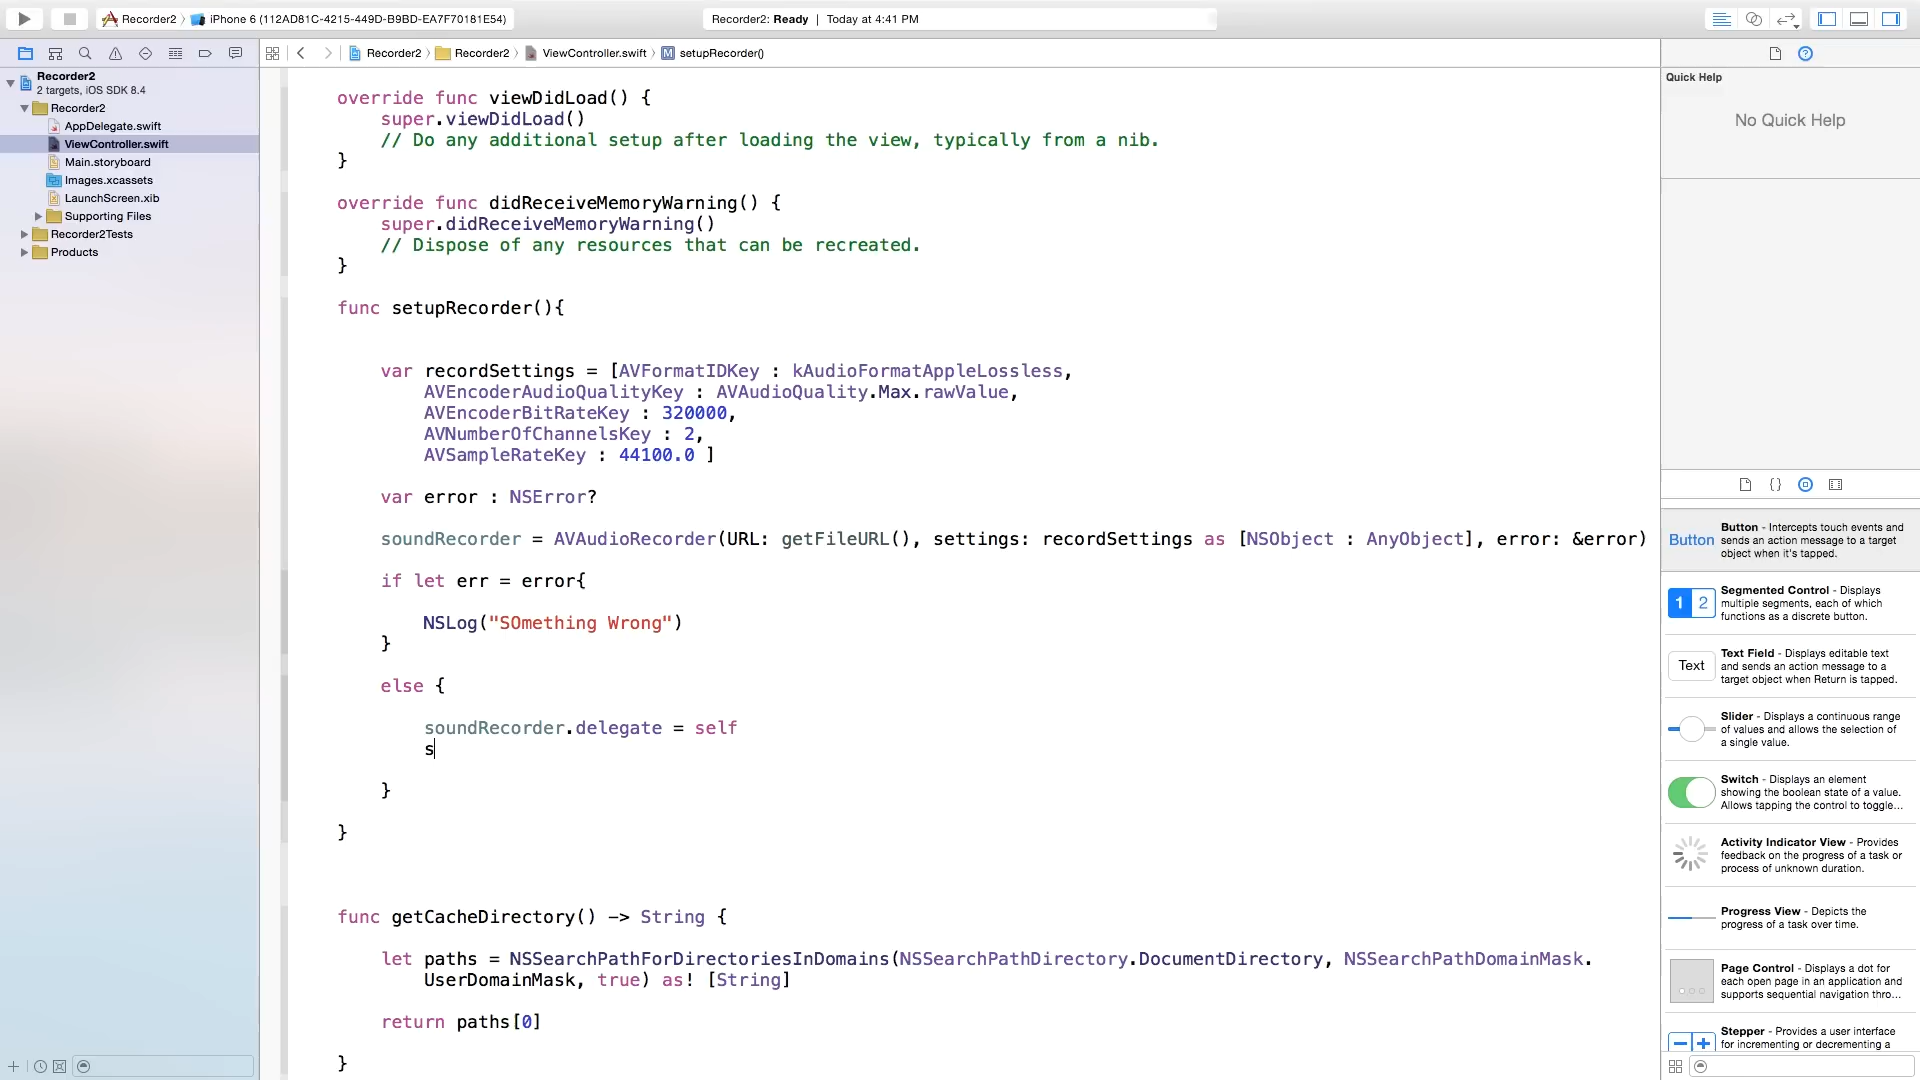 Recorder2 〉 iPhone 6 (112AD81C-4215-449D-B9BD-EA7F70181E54)
Recorder2: Ready | Today at 4:41 PM
Recorder2 〉 Recorder2 〉 ViewController.swift 〉 M setupRecorder()
Recorder2
2 targets, iOS SDK 8.4
Recorder2
AppDelegate.swift
ViewController.swift
Main.storyboard
Images.xcassets
LaunchScreen.xib
Supporting Files
Recorder2Tests
Products
override func viewDidLoad() {
super.viewDidLoad()
// Do any additional setup after loading the view, typically from a nib.
}
override func didReceiveMemoryWarning() {
super.didReceiveMemoryWarning()
// Dispose of any resources that can be recreated.
}
func setupRecorder(){
var recordSettings = [AVFormatIDKey : kAudioFormatAppleLossless,
AVEncoderAudioQualityKey : AVAudioQuality.Max.rawValue,
AVEncoderBitRateKey : 320000,
AVNumberOfChannelsKey : 2,
AVSampleRateKey : 44100.0 ]
var error : NSError?
soundRecorder = AVAudioRecorder(URL: getFileURL(), settings: recordSettings as [NSObject : AnyObject], error: &error)
if let err = error{
NSLog("SOmething Wrong")
}
else {
soundRecorder.delegate = self
s
}
}
func getCacheDirectory() -> String {
let paths = NSSearchPathForDirectoriesInDomains(NSSearchPathDirectory.DocumentDirectory, NSSearchPathDomainMask.
UserDomainMask, true) as! [String]
return paths[0]
}
Quick Help
No Quick Help
Button
Button - Intercepts touch events and
sends an action message to a target
object when it's tapped.
1 2
Segmented Control - Displays
multiple segments, each of which
functions as a discrete button.
Text
Text Field - Displays editable text
and sends an action message to a
target object when Return is tapped.
Slider - Displays a continuous range
of values and allows the selection of
a single value.
Switch - Displays an element
showing the boolean state of a value.
Allows tapping the control to toggle...
Activity Indicator View - Provides
feedback on the progress of a task or
process of unknown duration.
Progress View - Depicts the
progress of a task over time.
Page Control - Displays a dot for
each open page in an application and
supports sequential navigation thro...
Stepper - Provides a user interface
for incrementing or decrementing a